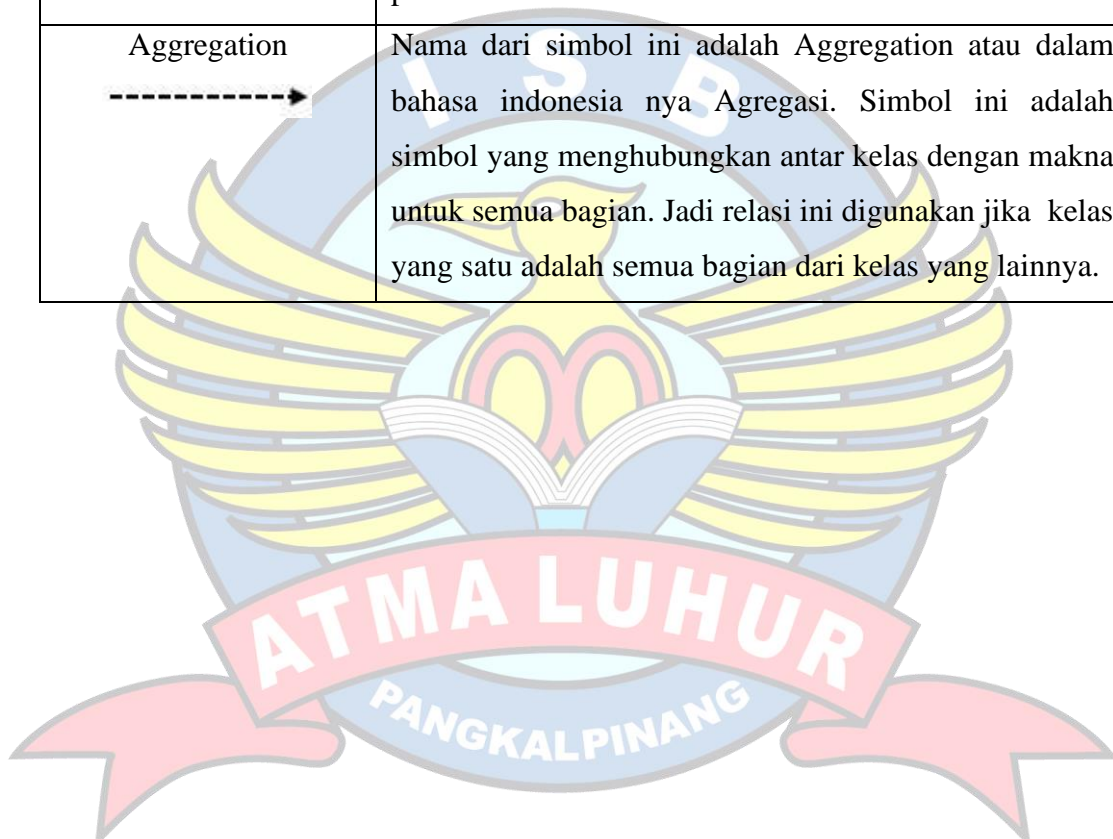 Aggregation
Nama dari simbol ini adalah Aggregation atau dalam
bahasa indonesia nya Agregasi. Simbol ini adalah
simbol yang menghubungkan antar kelas dengan makna
untuk semua bagian. Jadi relasi ini digunakan jika kelas
yang satu adalah semua bagian dari kelas yang lainnya.
I S B
ATMA LUHUR
PANGKALPINANG